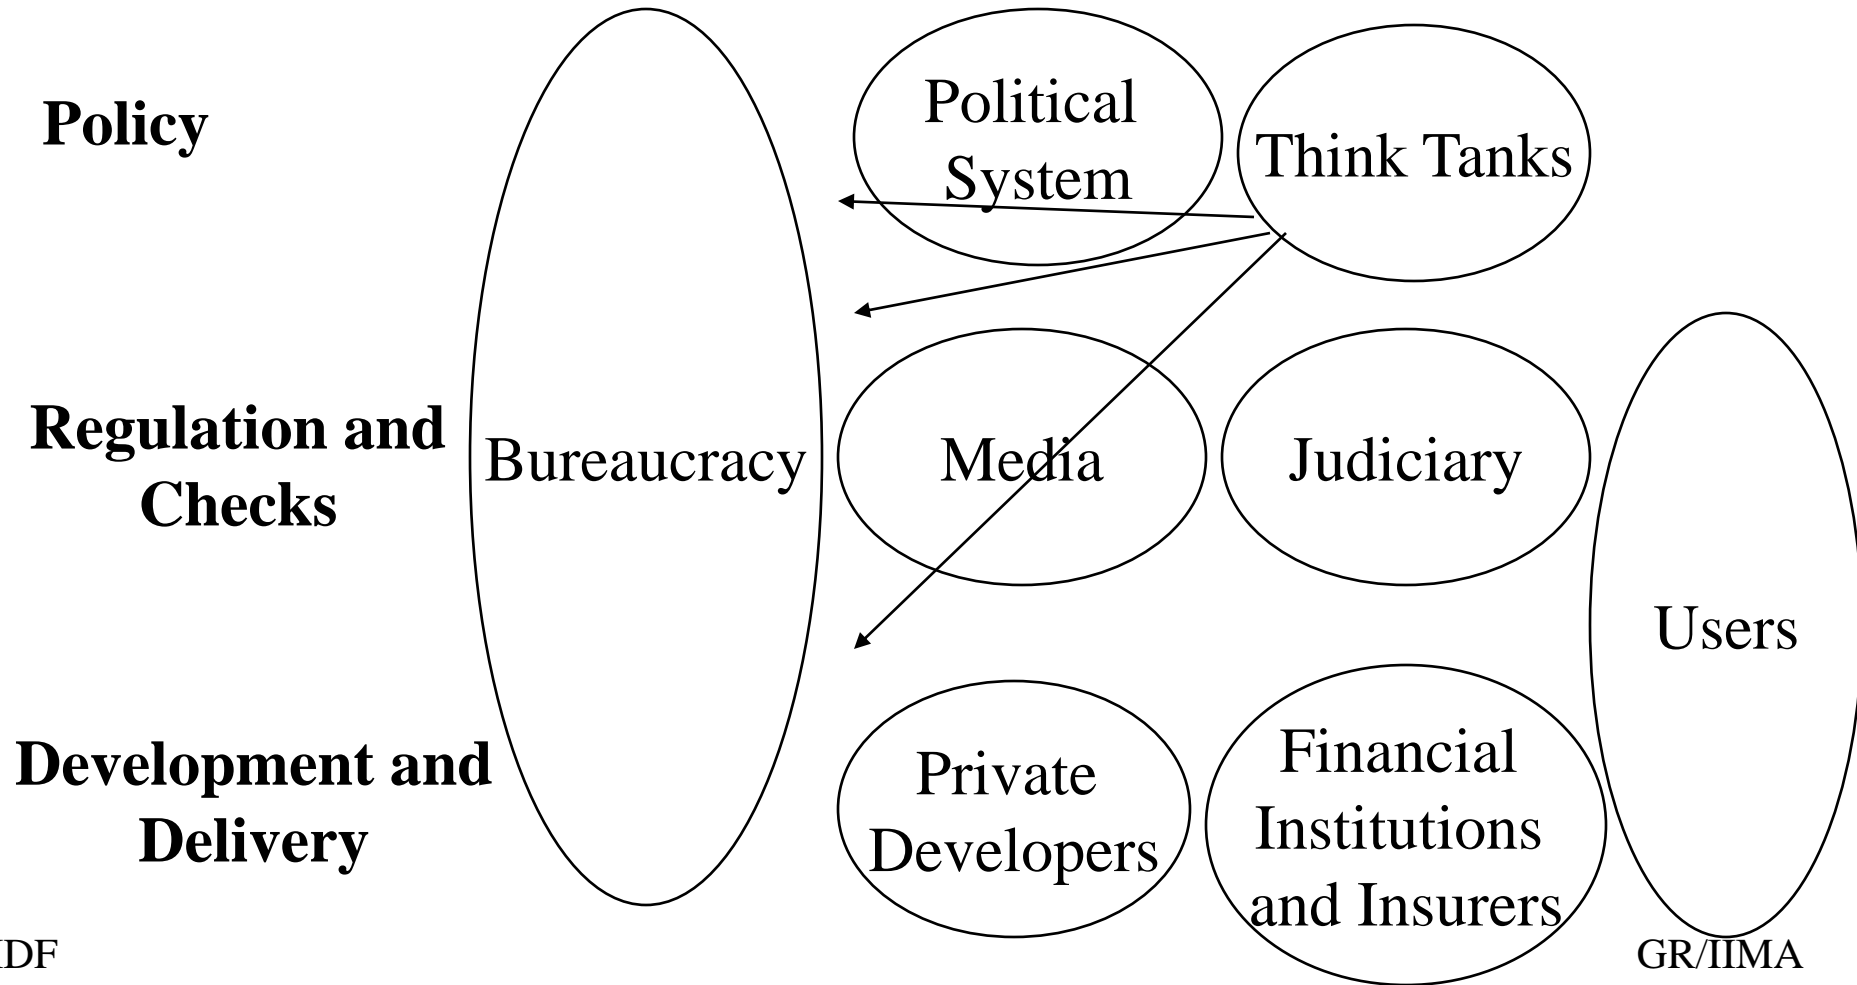 Policy
Political
System
Think Tanks
Regulation and
Checks
Bureaucracy
Media
Judiciary
Users
Development and
Delivery
Private
Developers
Financial
Institutions
and Insurers
GR/IIMA